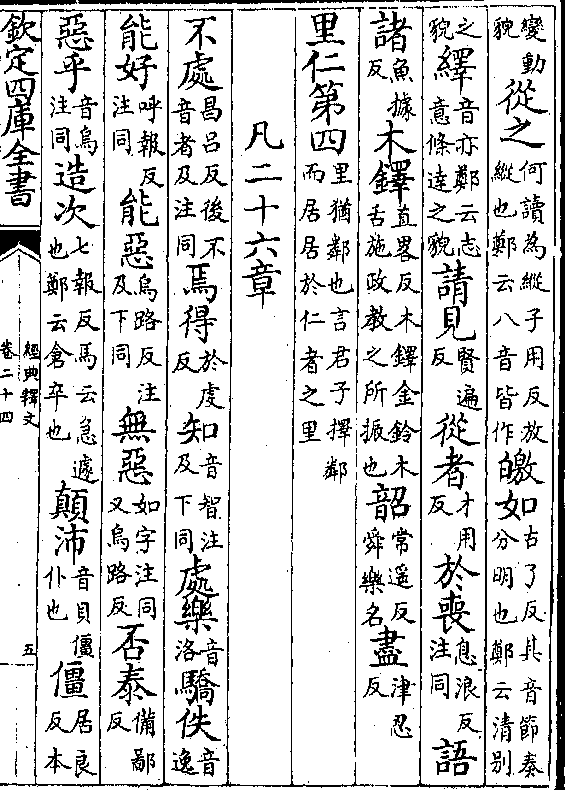 變動貌從之何讀為縱子用反放縱也鄭云八音皆作皦如古了反其音節奏分明也鄭云清别
之貌繹音亦鄭云志意條達之貌請見賢遍反從者才用反於喪息浪反注同語
諸魚據反木鐸直畧反木鐸金鈴木舌施政教之所振也韶常遥反舜樂名盡津忍反
里仁第四里猶鄰也言君子擇鄰而居居於仁者之里
凡二十六章
不處昌呂反後不音者及注同焉得於虔反知音智注及下同處樂音洛驕佚音逸
能好呼報反注同能惡烏路反注及下同無惡如字注同又烏路反否泰備鄙反
惡乎音烏注同造次七報反馬云急遽也鄭云倉卒也顛沛音貝僵仆也僵居良反本
欽定四庫全書
經典釋文
卷二十四
五